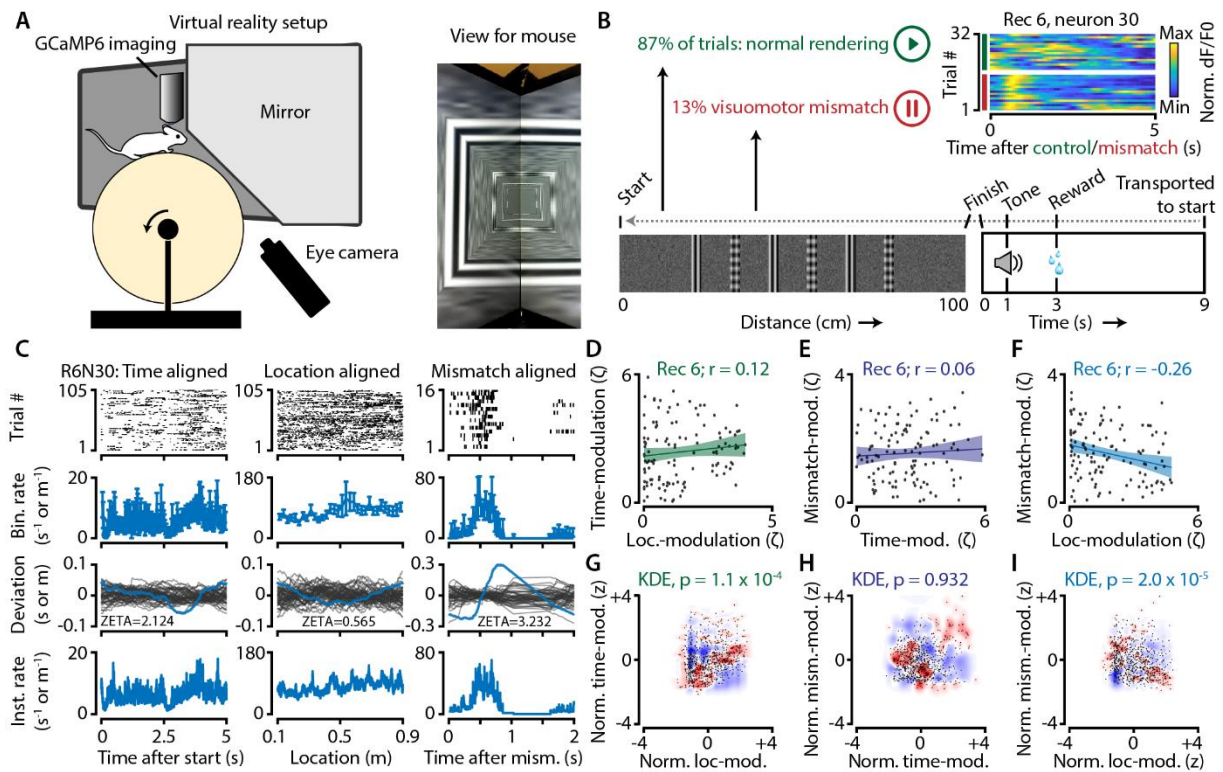 A
Virtual reality setup
GCaMP6 imaging
Mirror
Eye camera
View for mouse
B
87% of trials: normal rendering
13% visuomotor mismatch
Rec 6, neuron 30
Trial #
32
1
Max
Min
Norm. dF/F0
0
5
Time after control/mismatch (s)
Start
Finish
Tone
Reward
Transported
to start
0
100
Distance (cm)
0
1
3
9
Time (s)
C
R6N30: Time aligned
Location aligned
Mismatch aligned
Trial #
105
1
105
1
16
1
Bin. rate
(s⁻¹ or m⁻¹)
20
0
180
0
80
0
Deviation
(s or m)
0.1
0
-0.1
ZETA=2.124
0.1
0
-0.1
ZETA=0.565
0.3
0
-0.3
ZETA=3.232
Inst. rate
(s⁻¹ or m⁻¹)
20
0
180
0
80
0
0
2.5
5
Time after start (s)
0.1
0.5
0.9
Location (m)
0
1
2
Time after mism. (s)
D
Rec 6; r = 0.12
Time-modulation (ζ)
6
0
0
5
Loc.-modulation (ζ)
E
Rec 6; r = 0.06
Mismatch-mod. (ζ)
4
0
0
6
Time-mod. (ζ)
F
Rec 6; r = -0.26
Mismatch-mod. (ζ)
4
0
0
5
Loc-modulation (ζ)
G
KDE, p = 1.1 x 10⁻⁴
Norm. time-mod. (z)
+4
0
-4
-4
0
+4
Norm. loc-mod.
H
KDE, p = 0.932
Norm. mism.-mod. (z)
+4
0
-4
-4
0
+4
Norm. time-mod.
I
KDE, p = 2.0 x 10⁻⁵
Norm. mism.-mod. (z)
+4
0
-4
-4
0
+4
Norm. loc-mod. (z)